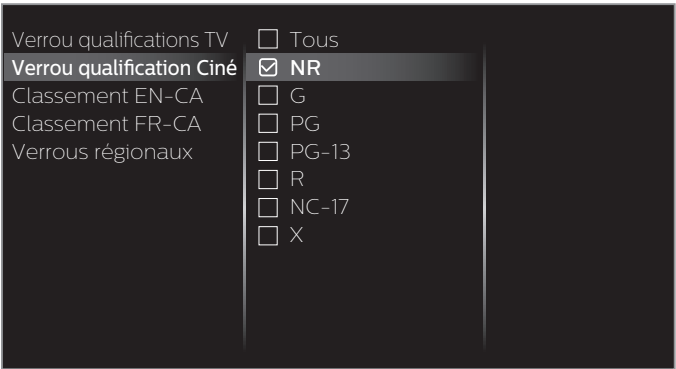 Verrou qualifications TV
Verrou qualification Ciné
Classement EN-CA
Classement FR-CA
Verrous régionaux
Tous
NR
G
PG
PG-13
R
NC-17
X